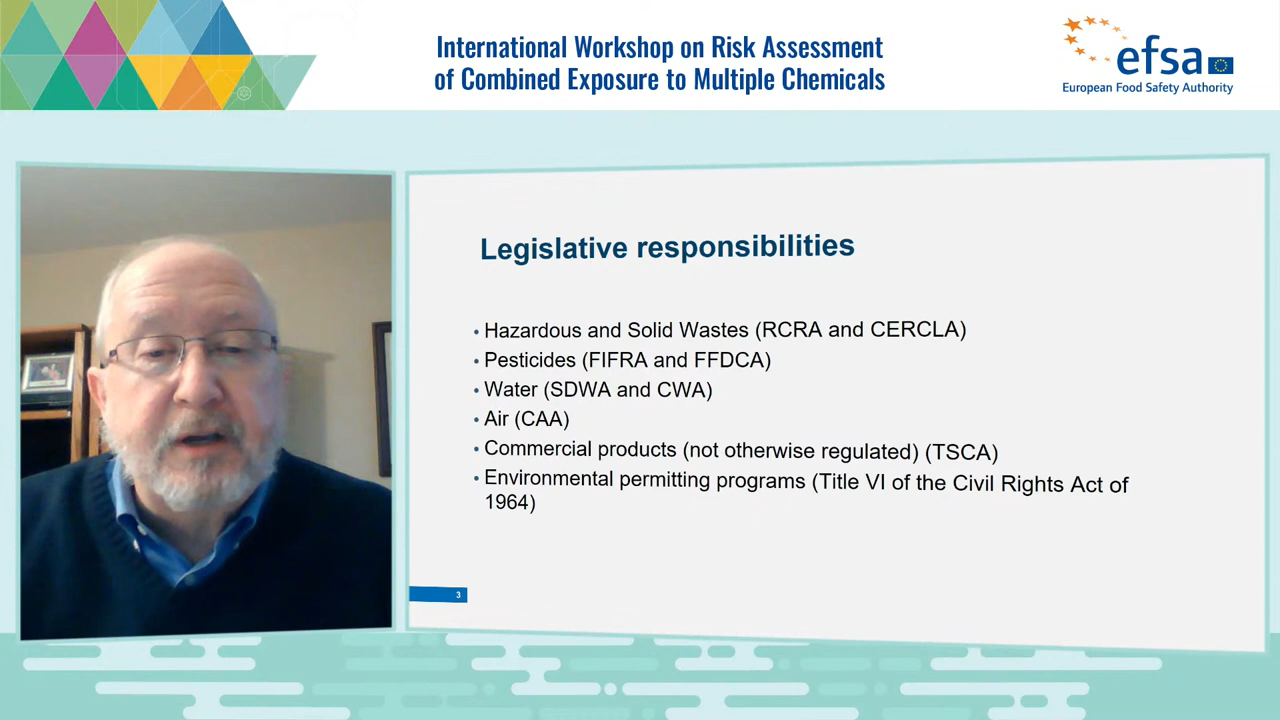 International Workshop on Risk Assessment
of Combined Exposure to Multiple Chemicals
efsa
European Food Safety Authority
Legislative responsibilities
• Hazardous and Solid Wastes (RCRA and CERCLA)
• Pesticides (FIFRA and FFDCA)
• Water (SDWA and CWA)
• Air (CAA)
• Commercial products (not otherwise regulated) (TSCA)
• Environmental permitting programs (Title VI of the Civil Rights Act of
1964)
3